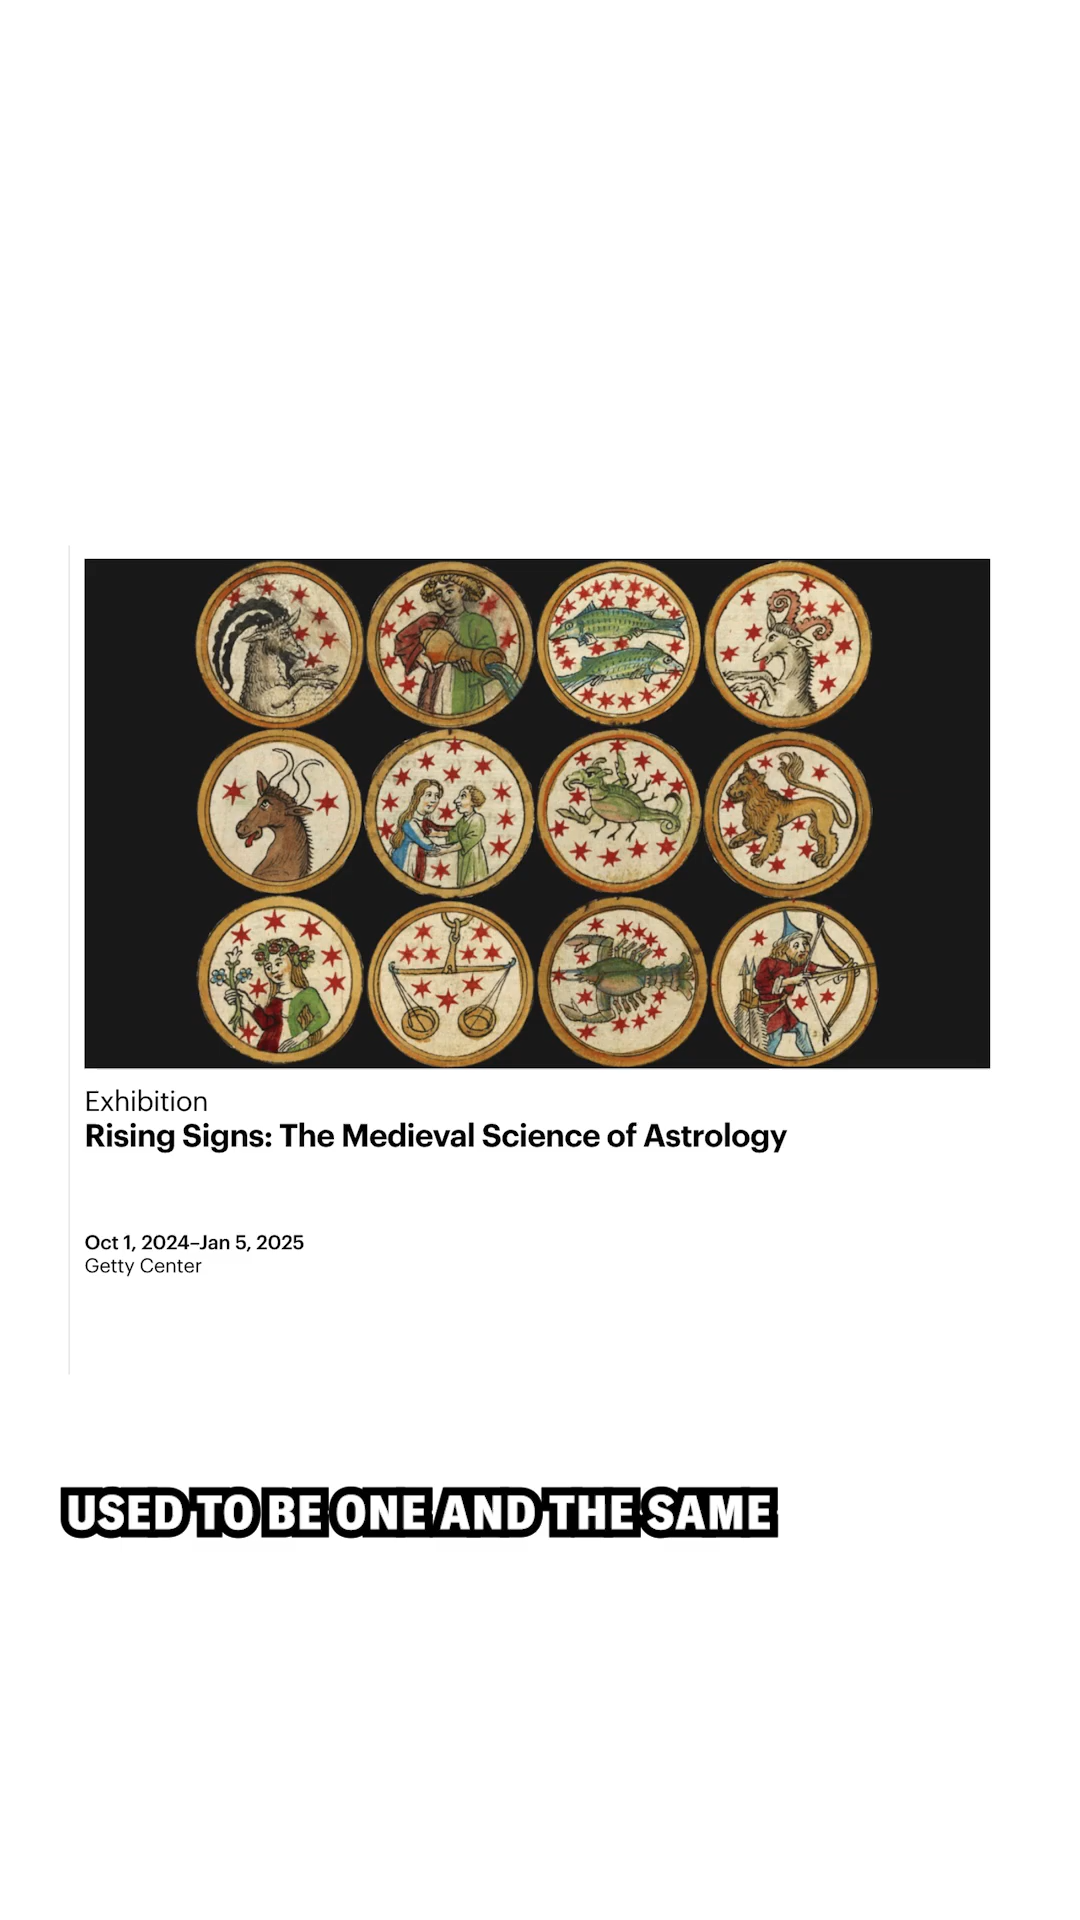 Exhibition
Rising Signs: The Medieval Science of Astrology
Oct 1, 2024–Jan 5, 2025
Getty Center
USED TO BE ONE AND THE SAME